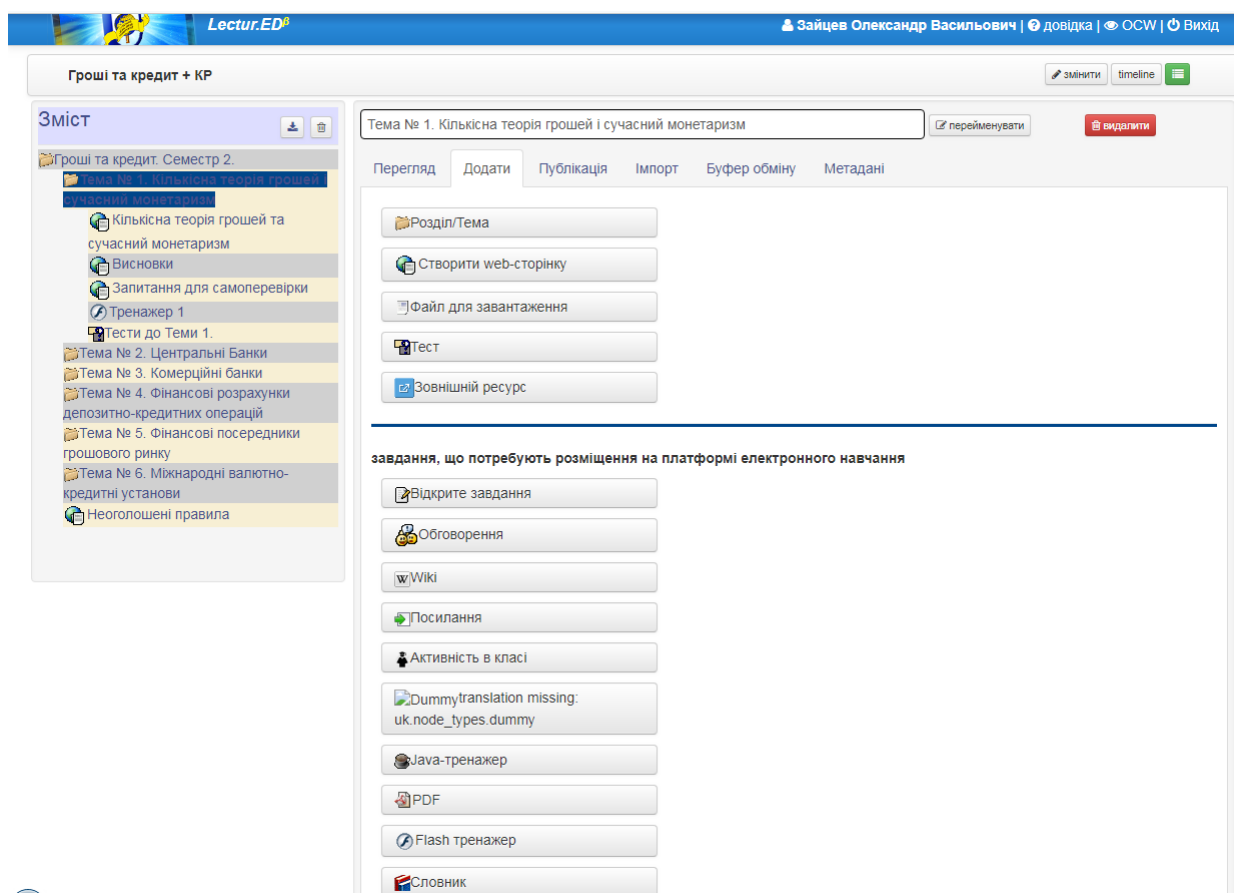 Lectur.EDβ
Зайцев Олександр Васильович | довідка | OCW | Вихід
Гроші та кредит + КР
змінити timeline
Зміст
Гроші та кредит. Семестр 2.
Тема № 1. Кількісна теорія грошей і
сучасний монетаризм
Кількісна теорія грошей та
сучасний монетаризм
Висновки
Запитання для самоперевірки
Тренажер 1
Тести до Теми 1.
Тема № 2. Центральні Банки
Тема № 3. Комерційні банки
Тема № 4. Фінансові розрахунки
депозитно-кредитних операцій
Тема № 5. Фінансові посередники
грошового ринку
Тема № 6. Міжнародні валютно-
кредитні установи
Неоголошені правила
Тема № 1. Кількісна теорія грошей і сучасний монетаризм
перейменувати
видалити
Перегляд Додати Публікація Імпорт Буфер обміну Метадані
Розділ/Тема
Створити web-сторінку
Файл для завантаження
Тест
Зовнішній ресурс
завдання, що потребують розміщення на платформі електронного навчання
Відкрите завдання
Обговорення
Wiki
Посилання
Активність в класі
Dummytranslation missing:
uk.node_types.dummy
Java-тренажер
PDF
Flash тренажер
Словник